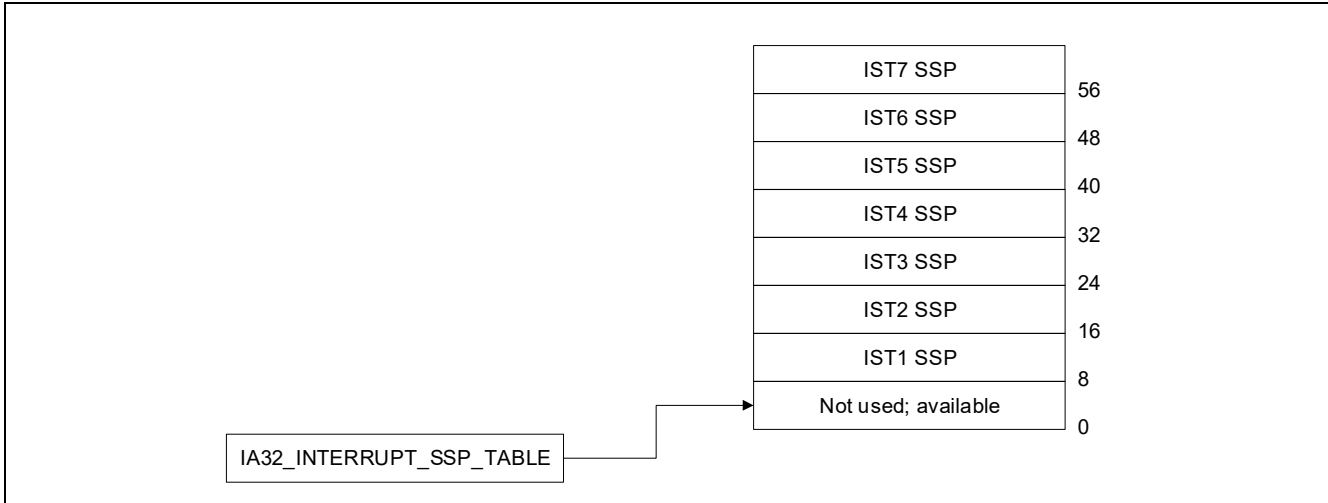 IST7 SSP
56
IST6 SSP
48
IST5 SSP
40
IST4 SSP
32
IST3 SSP
24
IST2 SSP
16
IST1 SSP
8
Not used; available
0
IA32_INTERRUPT_SSP_TABLE